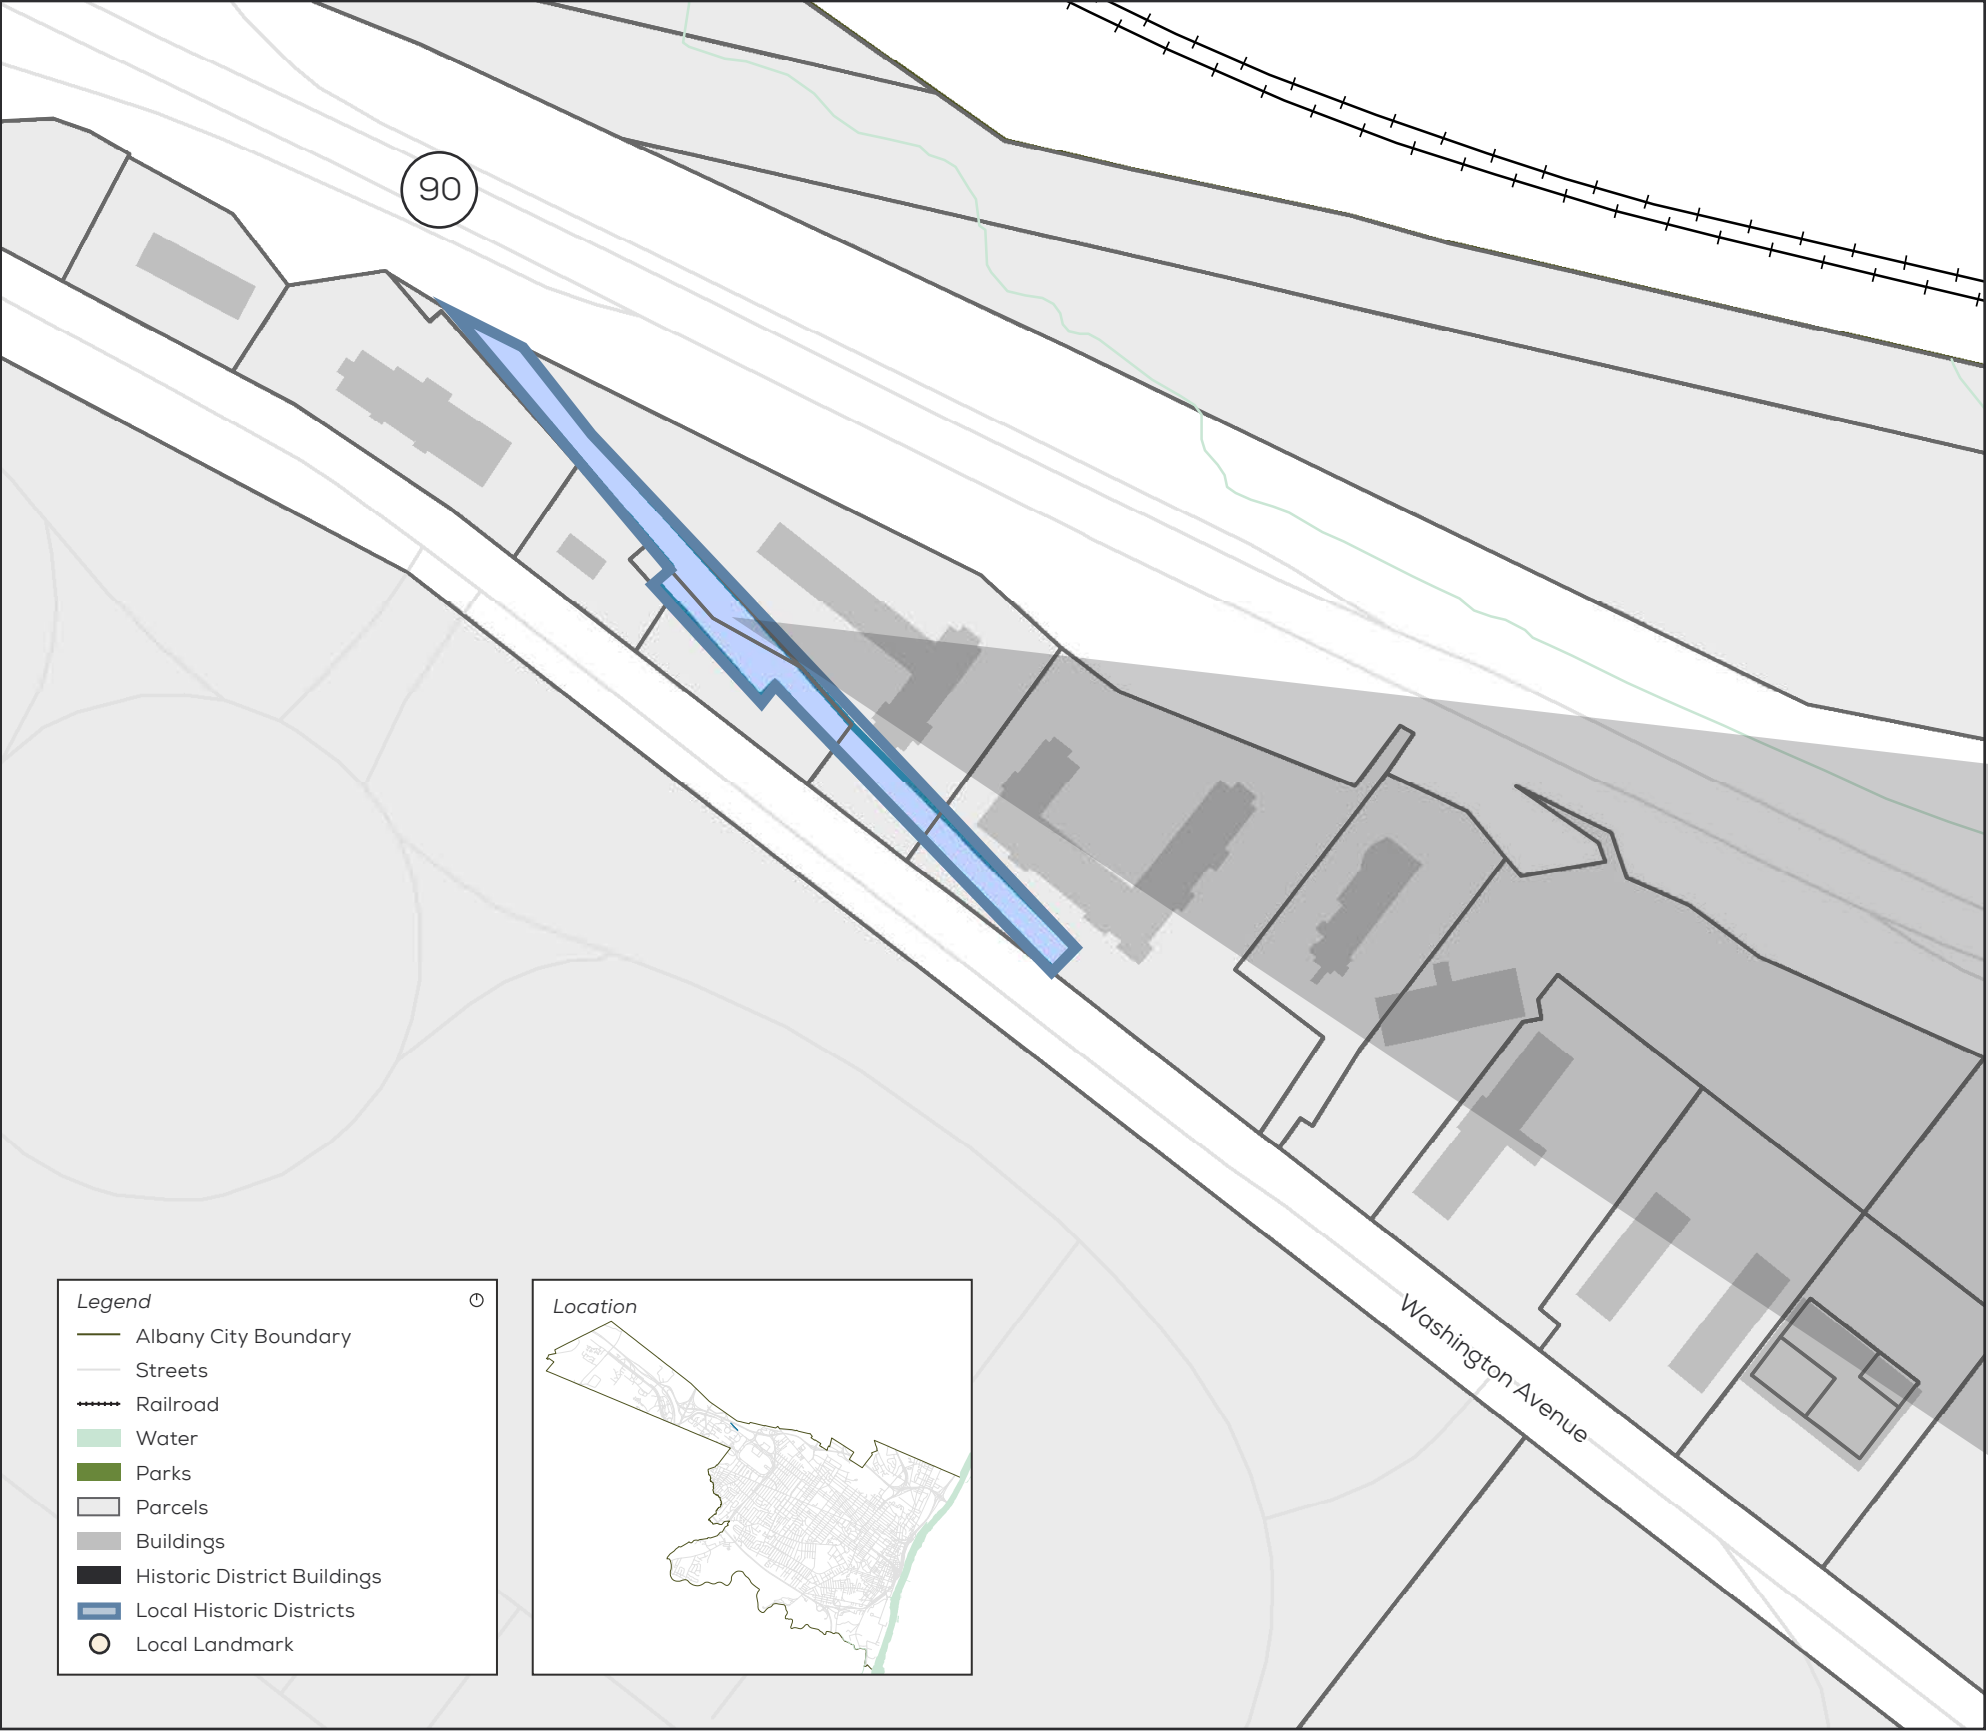 90
Washington Avenue
Legend
Albany City Boundary
Streets
Railroad
Water
Parks
Parcels
Buildings
Historic District Buildings
Local Historic Districts
Local Landmark
Location